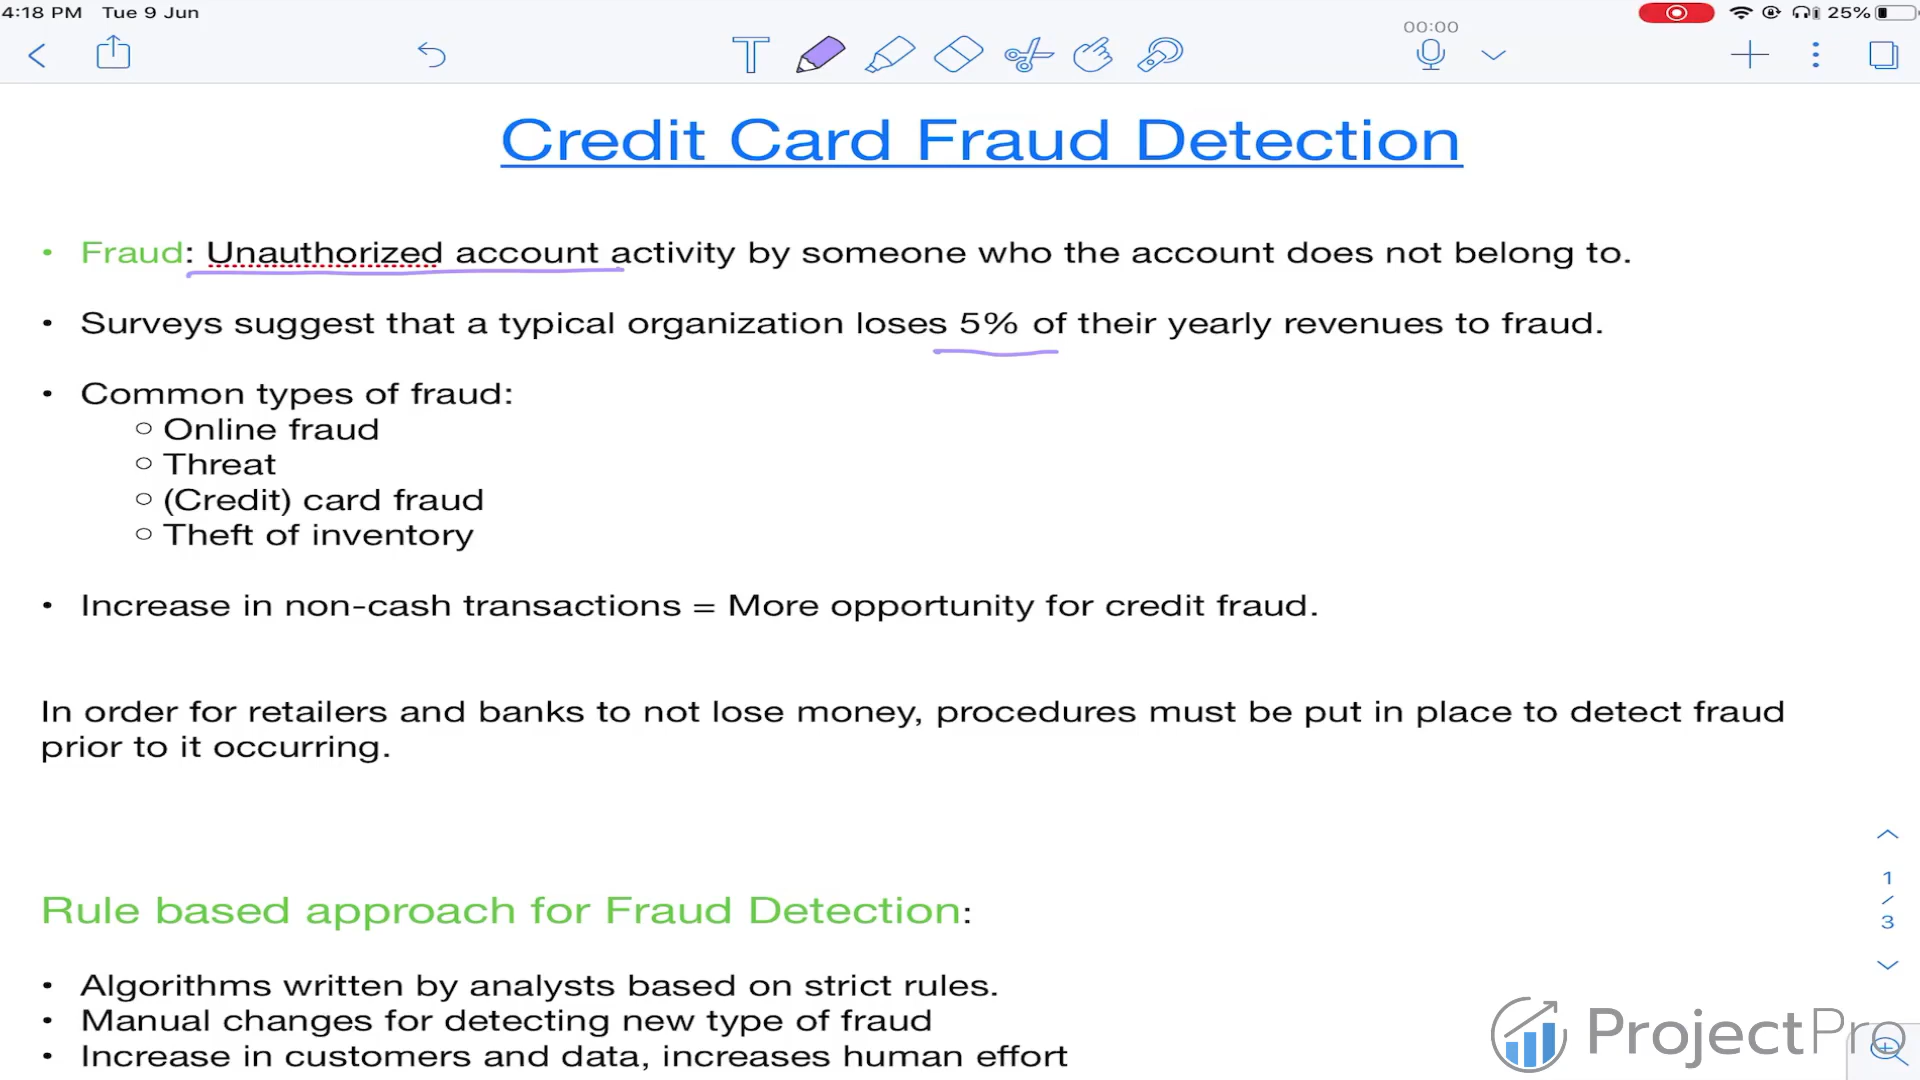 4:18 PM Tue 9 Jun
25%
00:00
Credit Card Fraud Detection
• Fraud: Unauthorized account activity by someone who the account does not belong to.
• Surveys suggest that a typical organization loses 5% of their yearly revenues to fraud.
• Common types of fraud:
○ Online fraud
○ Threat
○ (Credit) card fraud
○ Theft of inventory
• Increase in non-cash transactions = More opportunity for credit fraud.
In order for retailers and banks to not lose money, procedures must be put in place to detect fraud
prior to it occurring.
1
/
3
Rule based approach for Fraud Detection:
• Algorithms written by analysts based on strict rules.
• Manual changes for detecting new type of fraud
• Increase in customers and data, increases human effort
ProjectPro